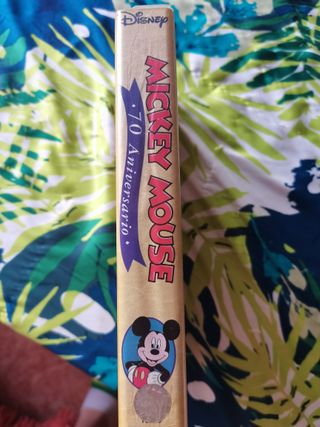 Disney
MICKEY MOUSE
· 70 Aniversario ·